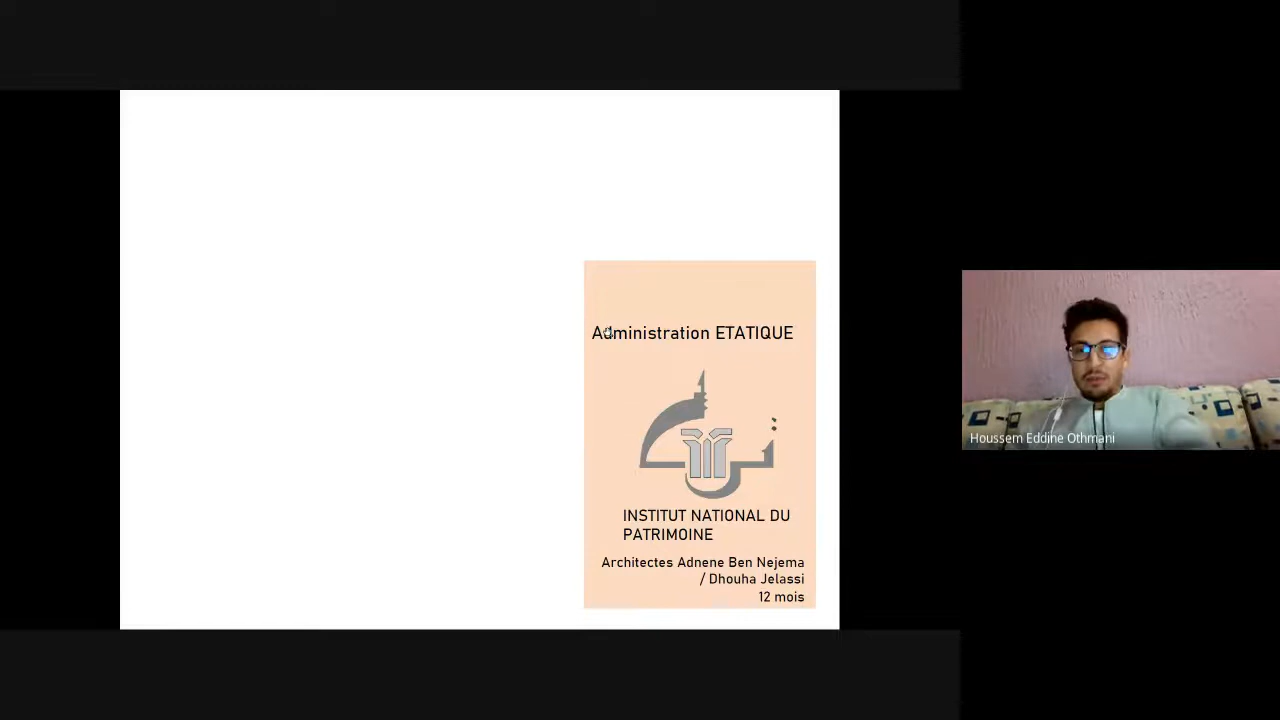 Administration ETATIQUE
INSTITUT NATIONAL DU
PATRIMOINE
Architectes Adnene Ben Nejema
/ Dhouha Jelassi
12 mois
Houssem Eddine Othmani